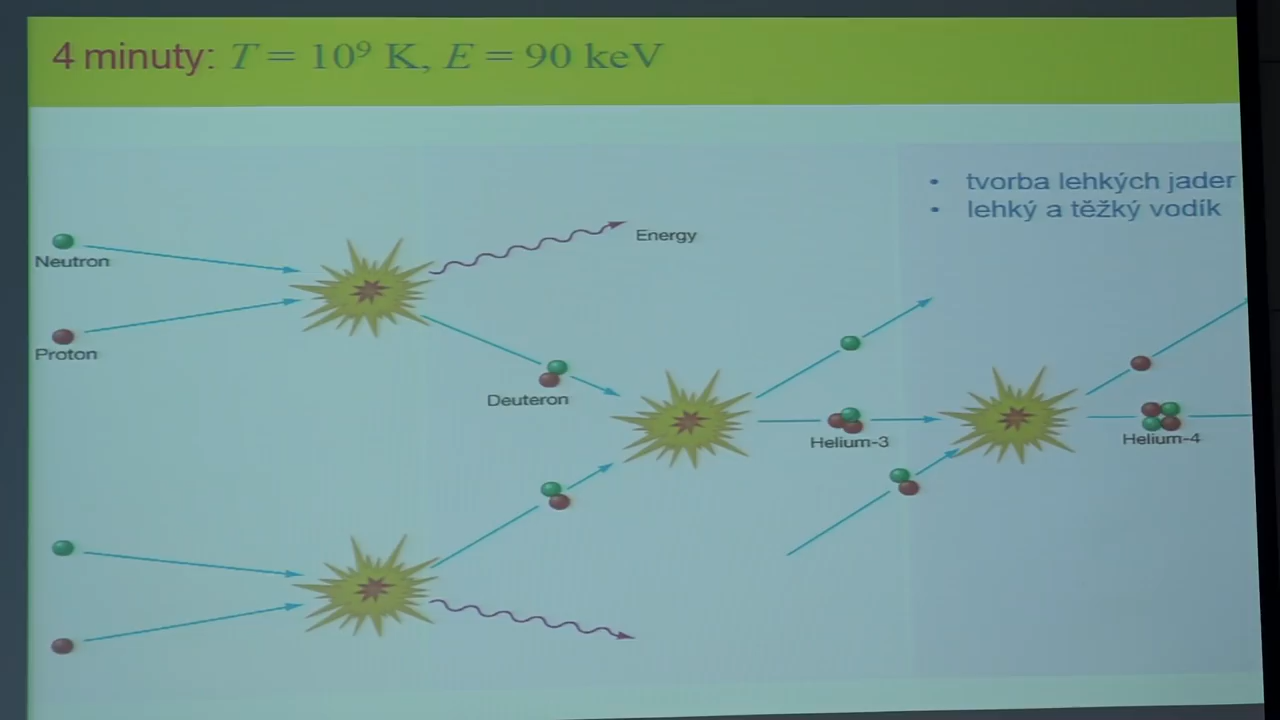 4 minuty: T = 10⁹ K, E = 90 keV
• tvorba lehkých jader
• lehký a těžký vodík
Energy
Neutron
Proton
Deuteron
Helium-3
Helium-4